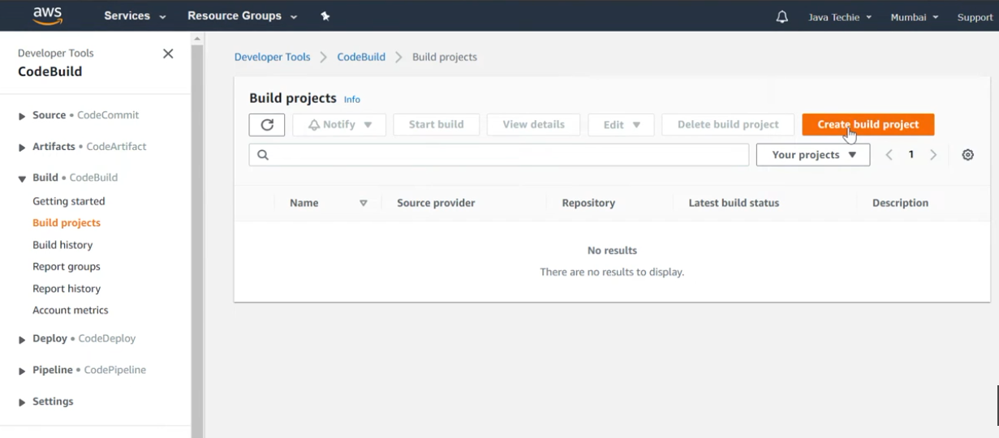 aws Services Resource Groups Java Techie Mumbai Support
Developer Tools
CodeBuild
Source • CodeCommit
Artifacts • CodeArtifact
Build • CodeBuild
Getting started
Build projects
Build history
Report groups
Report history
Account metrics
Deploy • CodeDeploy
Pipeline • CodePipeline
Settings
Developer Tools CodeBuild Build projects
Build projects Info
Notify Start build View details Edit Delete build project Create build project
Your projects 1
Name Source provider Repository Latest build status Description
No results
There are no results to display.